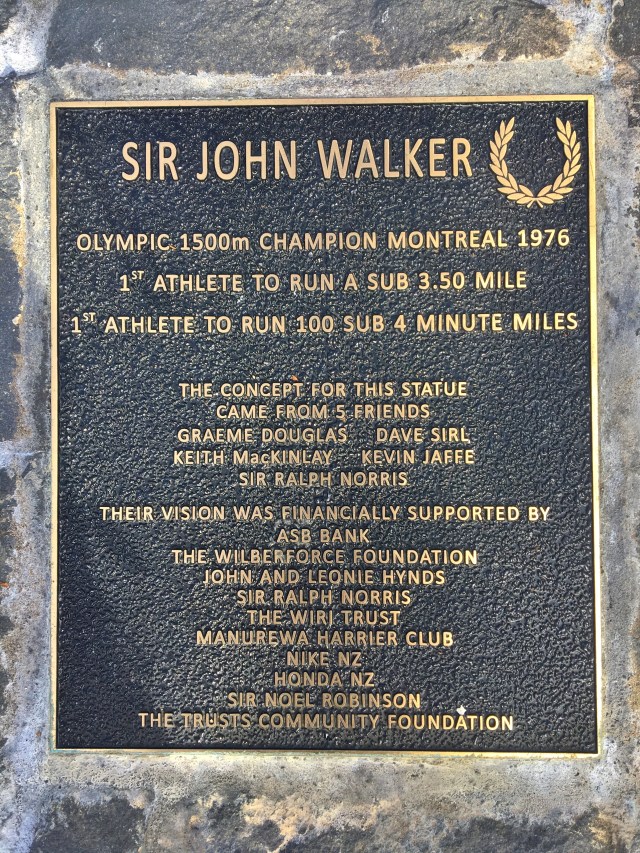 SIR JOHN WALKER
OLYMPIC 1500m CHAMPION MONTREAL 1976
1ST ATHLETE TO RUN A SUB 3.50 MILE
1ST ATHLETE TO RUN 100 SUB 4 MINUTE MILES
THE CONCEPT FOR THIS STATUE
CAME FROM 5 FRIENDS
GRAEME DOUGLAS DAVE SIRL
KEITH MacKINLAY KEVIN JAFFE
SIR RALPH NORRIS
THEIR VISION WAS FINANCIALLY SUPPORTED BY
ASB BANK
THE WILBERFORCE FOUNDATION
JOHN AND LEONIE HYNDS
SIR RALPH NORRIS
THE WIRI TRUST
MANUREWA HARRIER CLUB
NIKE NZ
HONDA NZ
SIR NOEL ROBINSON
THE TRUSTS COMMUNITY FOUNDATION